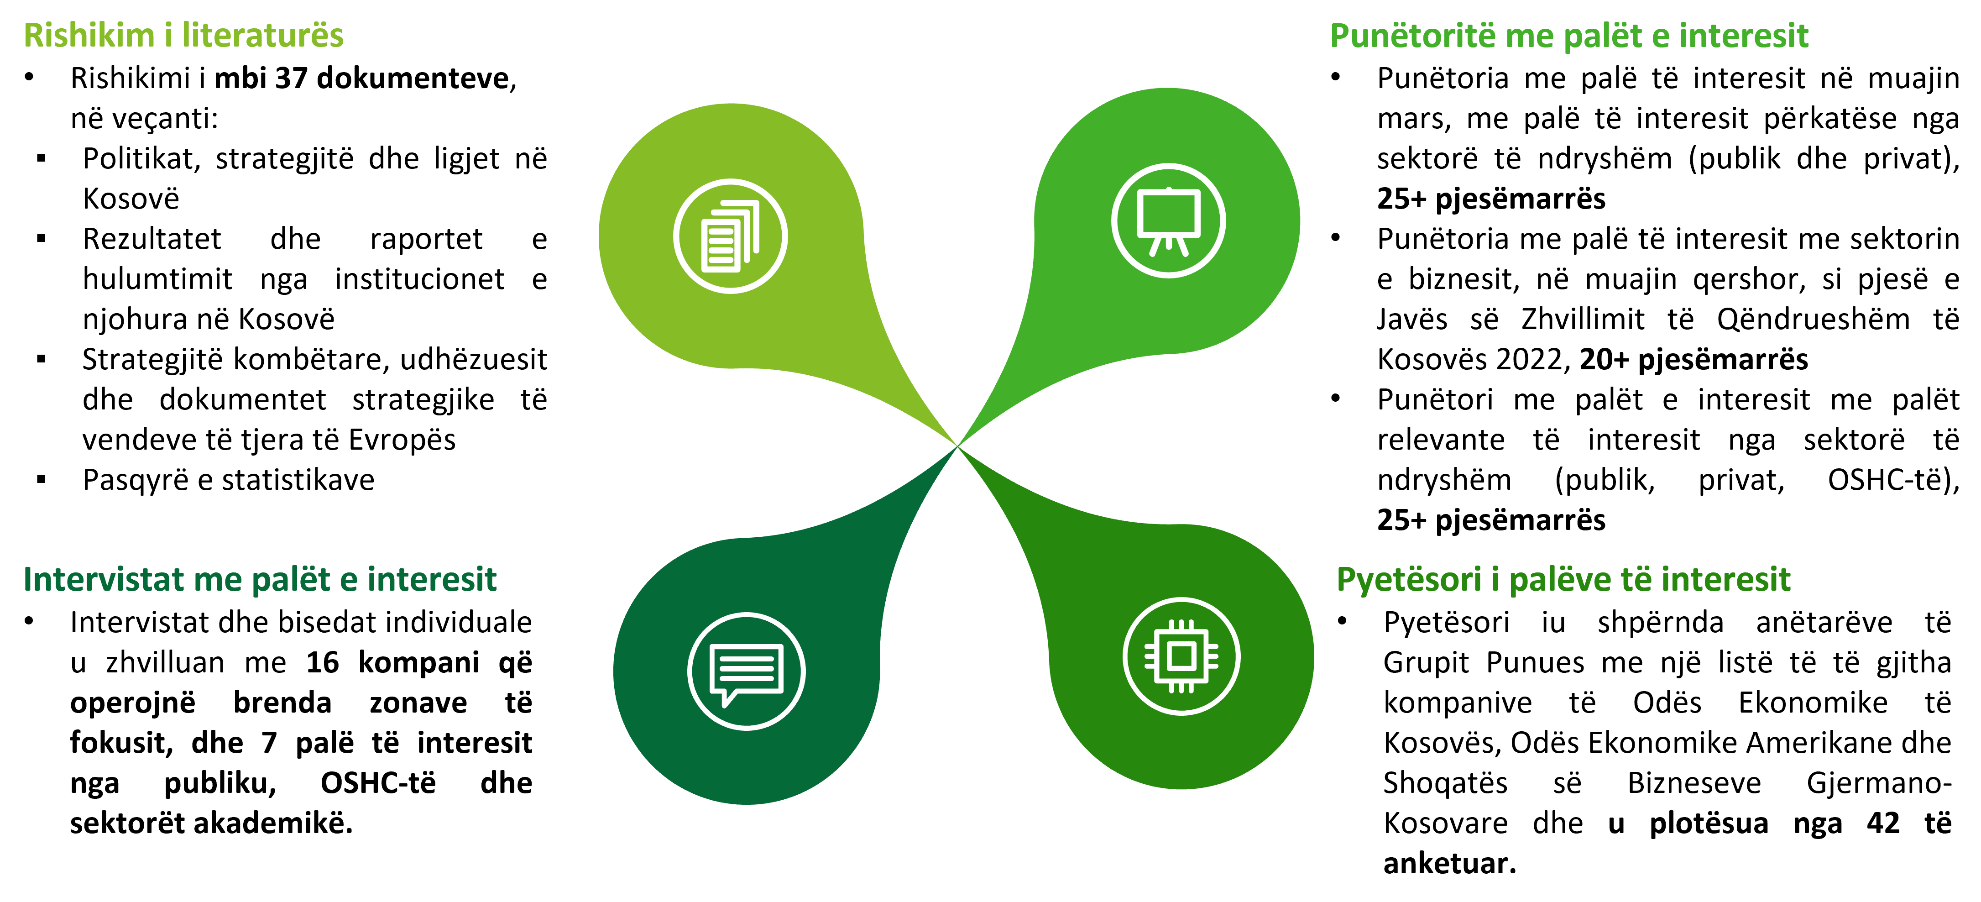 Rishikim i literaturës
• Rishikimi i mbi 37 dokumenteve,
në veçanti:
▪ Politikat, strategjitë dhe ligjet në
Kosovë
▪ Rezultatet dhe raportet e
hulumtimit nga institucionet e
njohura në Kosovë
▪ Strategjitë kombëtare, udhëzuesit
dhe dokumentet strategjike të
vendeve të tjera të Evropës
▪ Pasqyrë e statistikave
Intervistat me palët e interesit
• Intervistat dhe bisedat individuale
u zhvilluan me 16 kompani që
operojnë brenda zonave të
fokusit, dhe 7 palë të interesit
nga publiku, OSHC-të dhe
sektorët akademikë.
Punëtoritë me palët e interesit
• Punëtoria me palë të interesit në muajin
mars, me palë të interesit përkatëse nga
sektorë të ndryshëm (publik dhe privat),
25+ pjesëmarrës
• Punëtoria me palë të interesit me sektorin
e biznesit, në muajin qershor, si pjesë e
Javës së Zhvillimit të Qëndrueshëm të
Kosovës 2022, 20+ pjesëmarrës
• Punëtori me palët e interesit me palët
relevante të interesit nga sektorë të
ndryshëm (publik, privat, OSHC-të),
25+ pjesëmarrës
Pyetësori i palëve të interesit
• Pyetësori iu shpërnda anëtarëve të
Grupit Punues me një listë të të gjitha
kompanive të Odës Ekonomike të
Kosovës, Odës Ekonomike Amerikane dhe
Shoqatës së Bizneseve Gjermano-
Kosovare dhe u plotësua nga 42 të
anketuar.